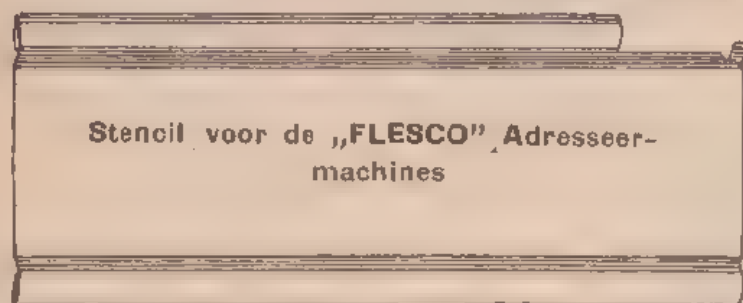 Stencil voor de „FLESCO” Adresseer-
machines